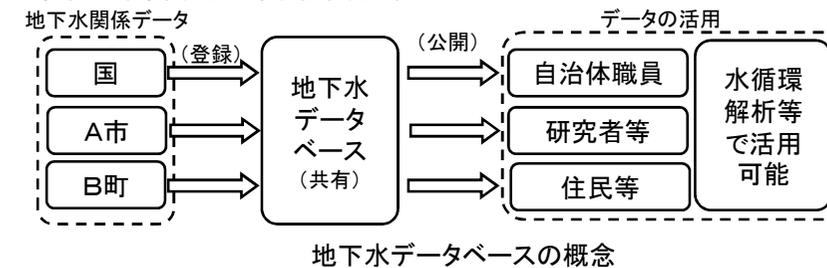 地下水関係データ
データの活用
国
(登録)
A市
B町
地下水
データ
ベース
(共有)
(公開)
自治体職員
研究者等
住民等
水循環
解析等
で活用
可能
地下水データベースの概念